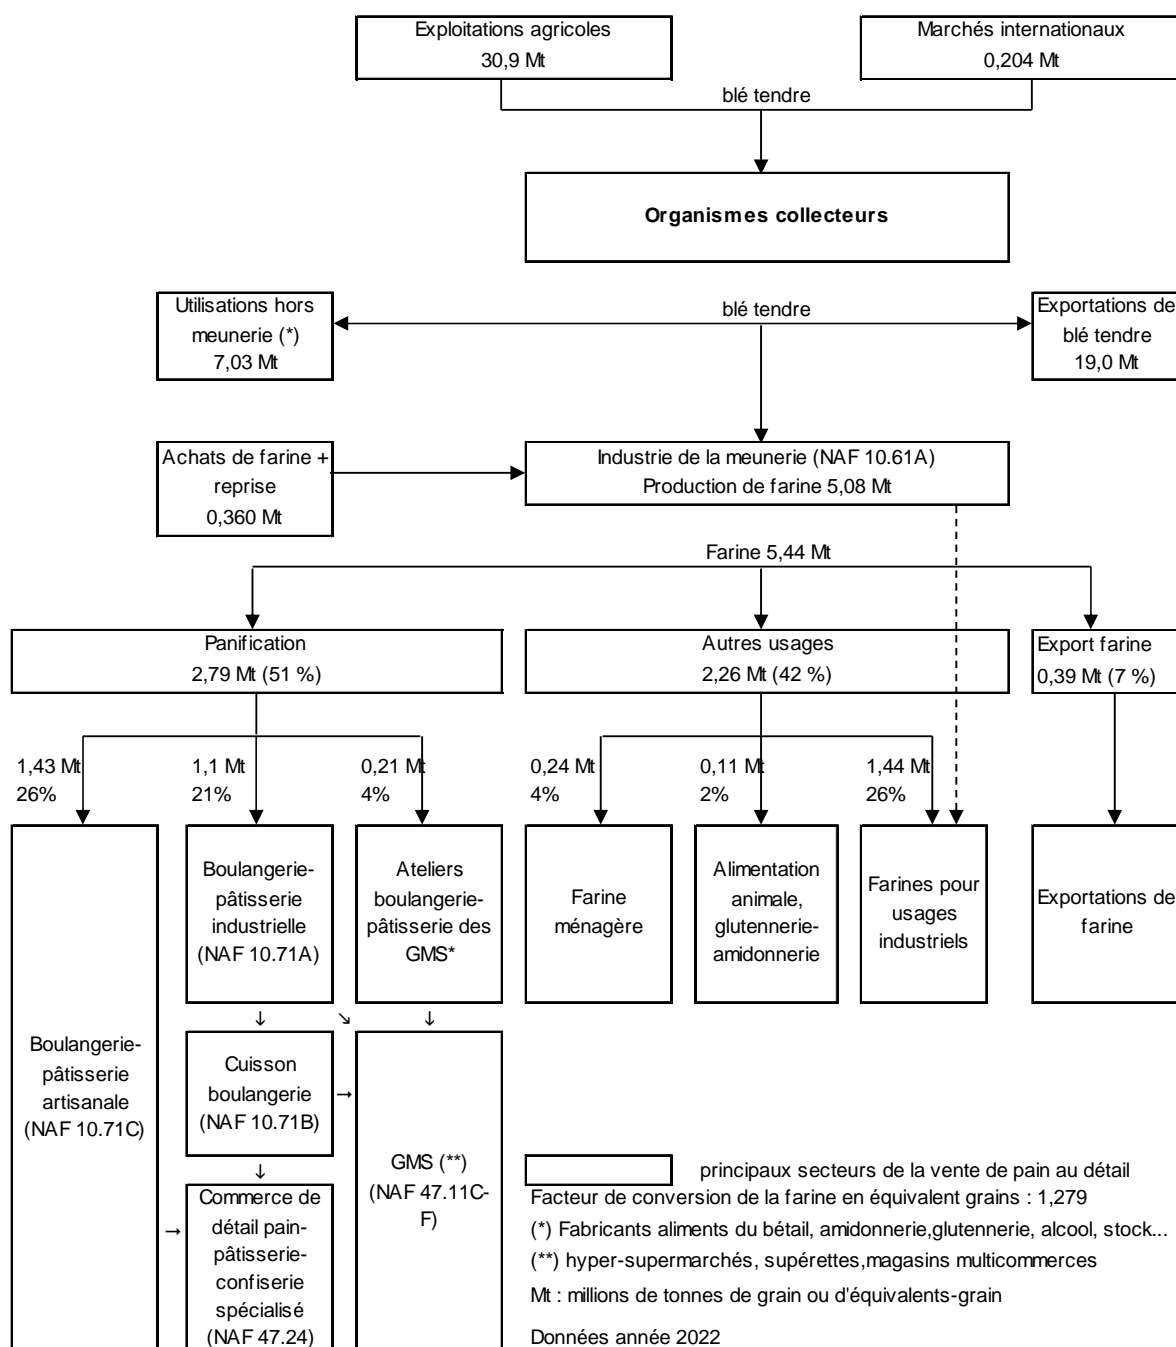 Exploitations agricoles
30,9 Mt
Marchés internationaux
0,204 Mt
blé tendre
Organismes collecteurs
Utilisations hors
meunerie (*)
7,03 Mt
blé tendre
Exportations de
blé tendre
19,0 Mt
Achats de farine +
reprise
0,360 Mt
Industrie de la meunerie (NAF 10.61A)
Production de farine 5,08 Mt
Farine 5,44 Mt
Panification
2,79 Mt (51 %)
Autres usages
2,26 Mt (42 %)
Export farine
0,39 Mt (7 %)
1,43 Mt
26%
1,1 Mt
21%
0,21 Mt
4%
0,24 Mt
4%
0,11 Mt
2%
1,44 Mt
26%
Boulangerie-
pâtisserie
artisanale
(NAF 10.71C)
Boulangerie-
pâtisserie
industrielle
(NAF 10.71A)
Ateliers
boulangerie-
pâtisserie des
GMS*
Farine
ménagère
Alimentation
animale,
glutennerie-
amidonnerie
Farines pour
usages
industriels
Exportations de
farine
↓ ↘ ↓
Cuisson
boulangerie
(NAF 10.71B)
→
↓
Commerce de
détail pain-
pâtisserie-
confiserie
spécialisé
(NAF 47.24)
→
GMS (**)
(NAF 47.11C-
F)
principaux secteurs de la vente de pain au détail
Facteur de conversion de la farine en équivalent grains : 1,279
(*) Fabricants aliments du bétail, amidonnerie,glutennerie, alcool, stock...
(**) hyper-supermarchés, supérettes,magasins multicommerces
Mt : millions de tonnes de grain ou d'équivalents-grain
Données année 2022